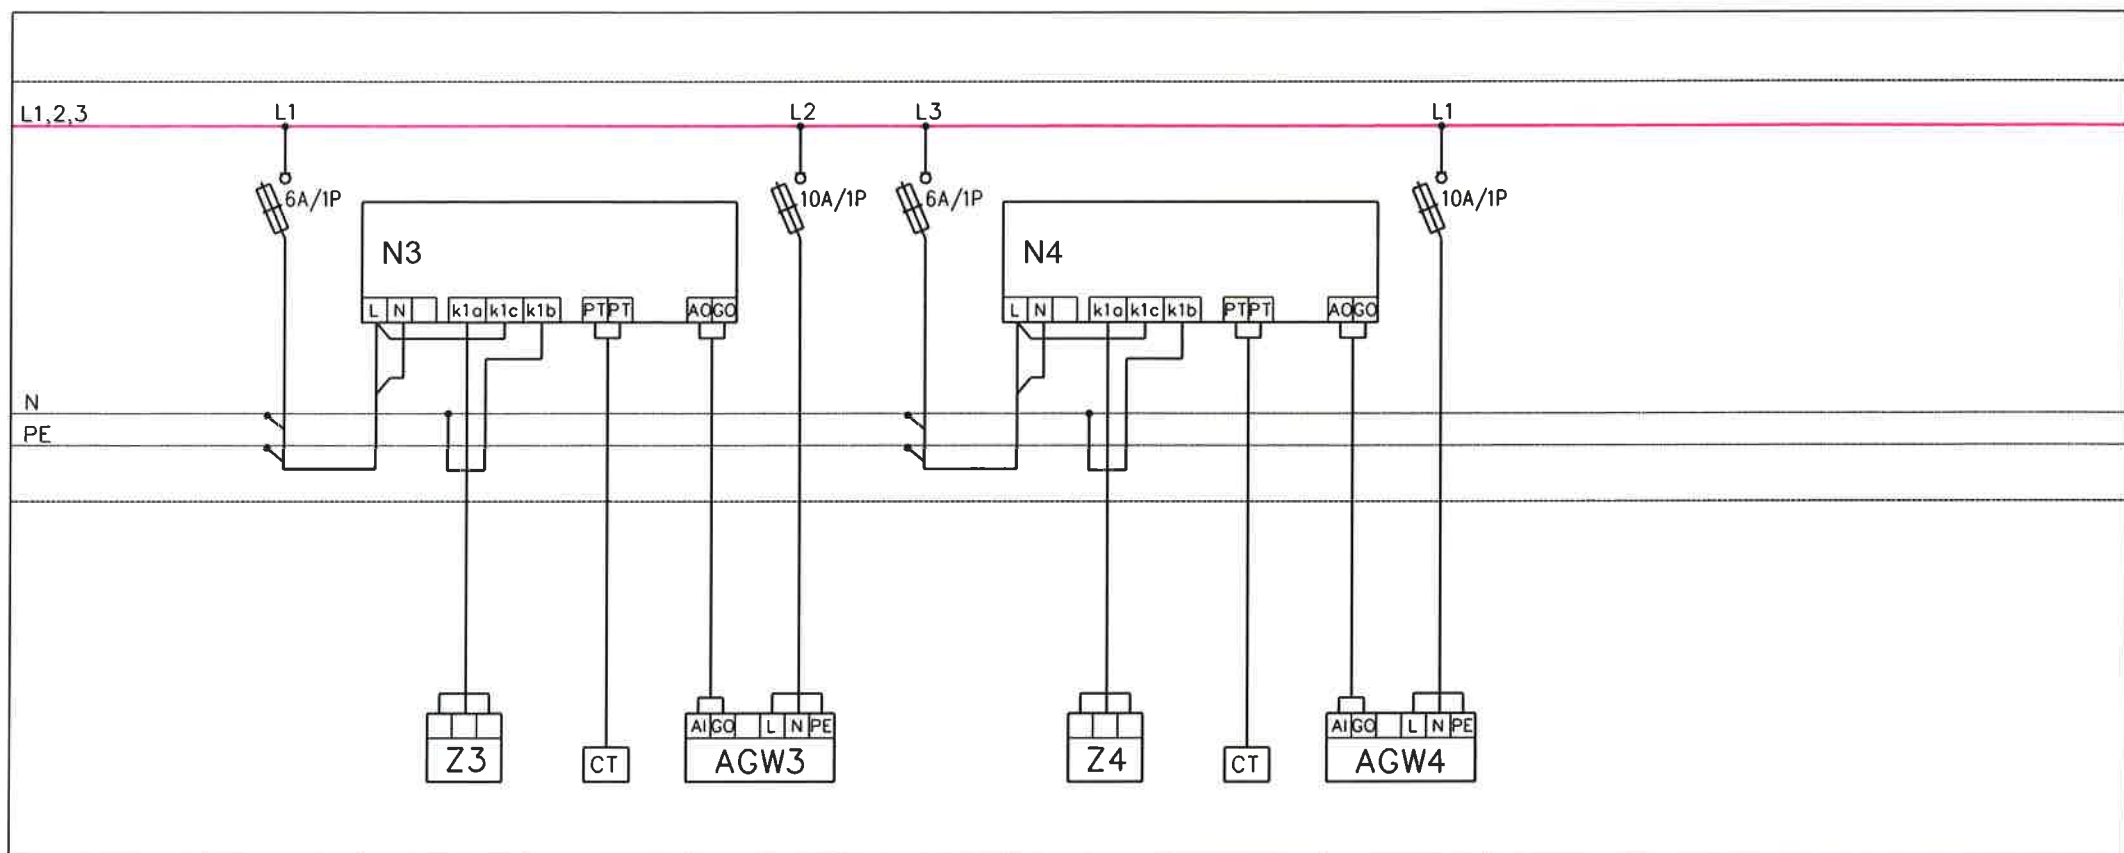 L1,2,3 L1 L2 L3 L1
6A/1P 10A/1P 6A/1P 10A/1P
N3 N4
L N k1a k1c k1b PT PT AO GO L N k1a k1c k1b PT PT AO GO
N
PE
AI GO L N PE AI GO L N PE
Z3 CT AGW3 Z4 CT AGW4